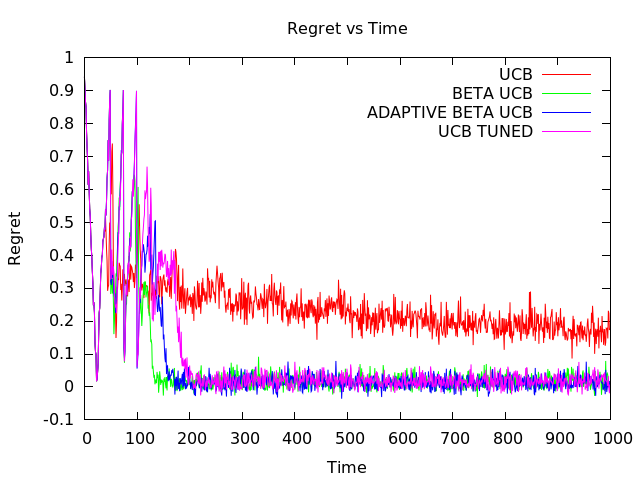 Regret vs Time
1
0.9
0.8
0.7
0.6
0.5
0.4
0.3
0.2
0.1
0
-0.1
Regret
UCB
BETA UCB
ADAPTIVE BETA UCB
UCB TUNED
0 100 200 300 400 500 600 700 800 900 1000
Time